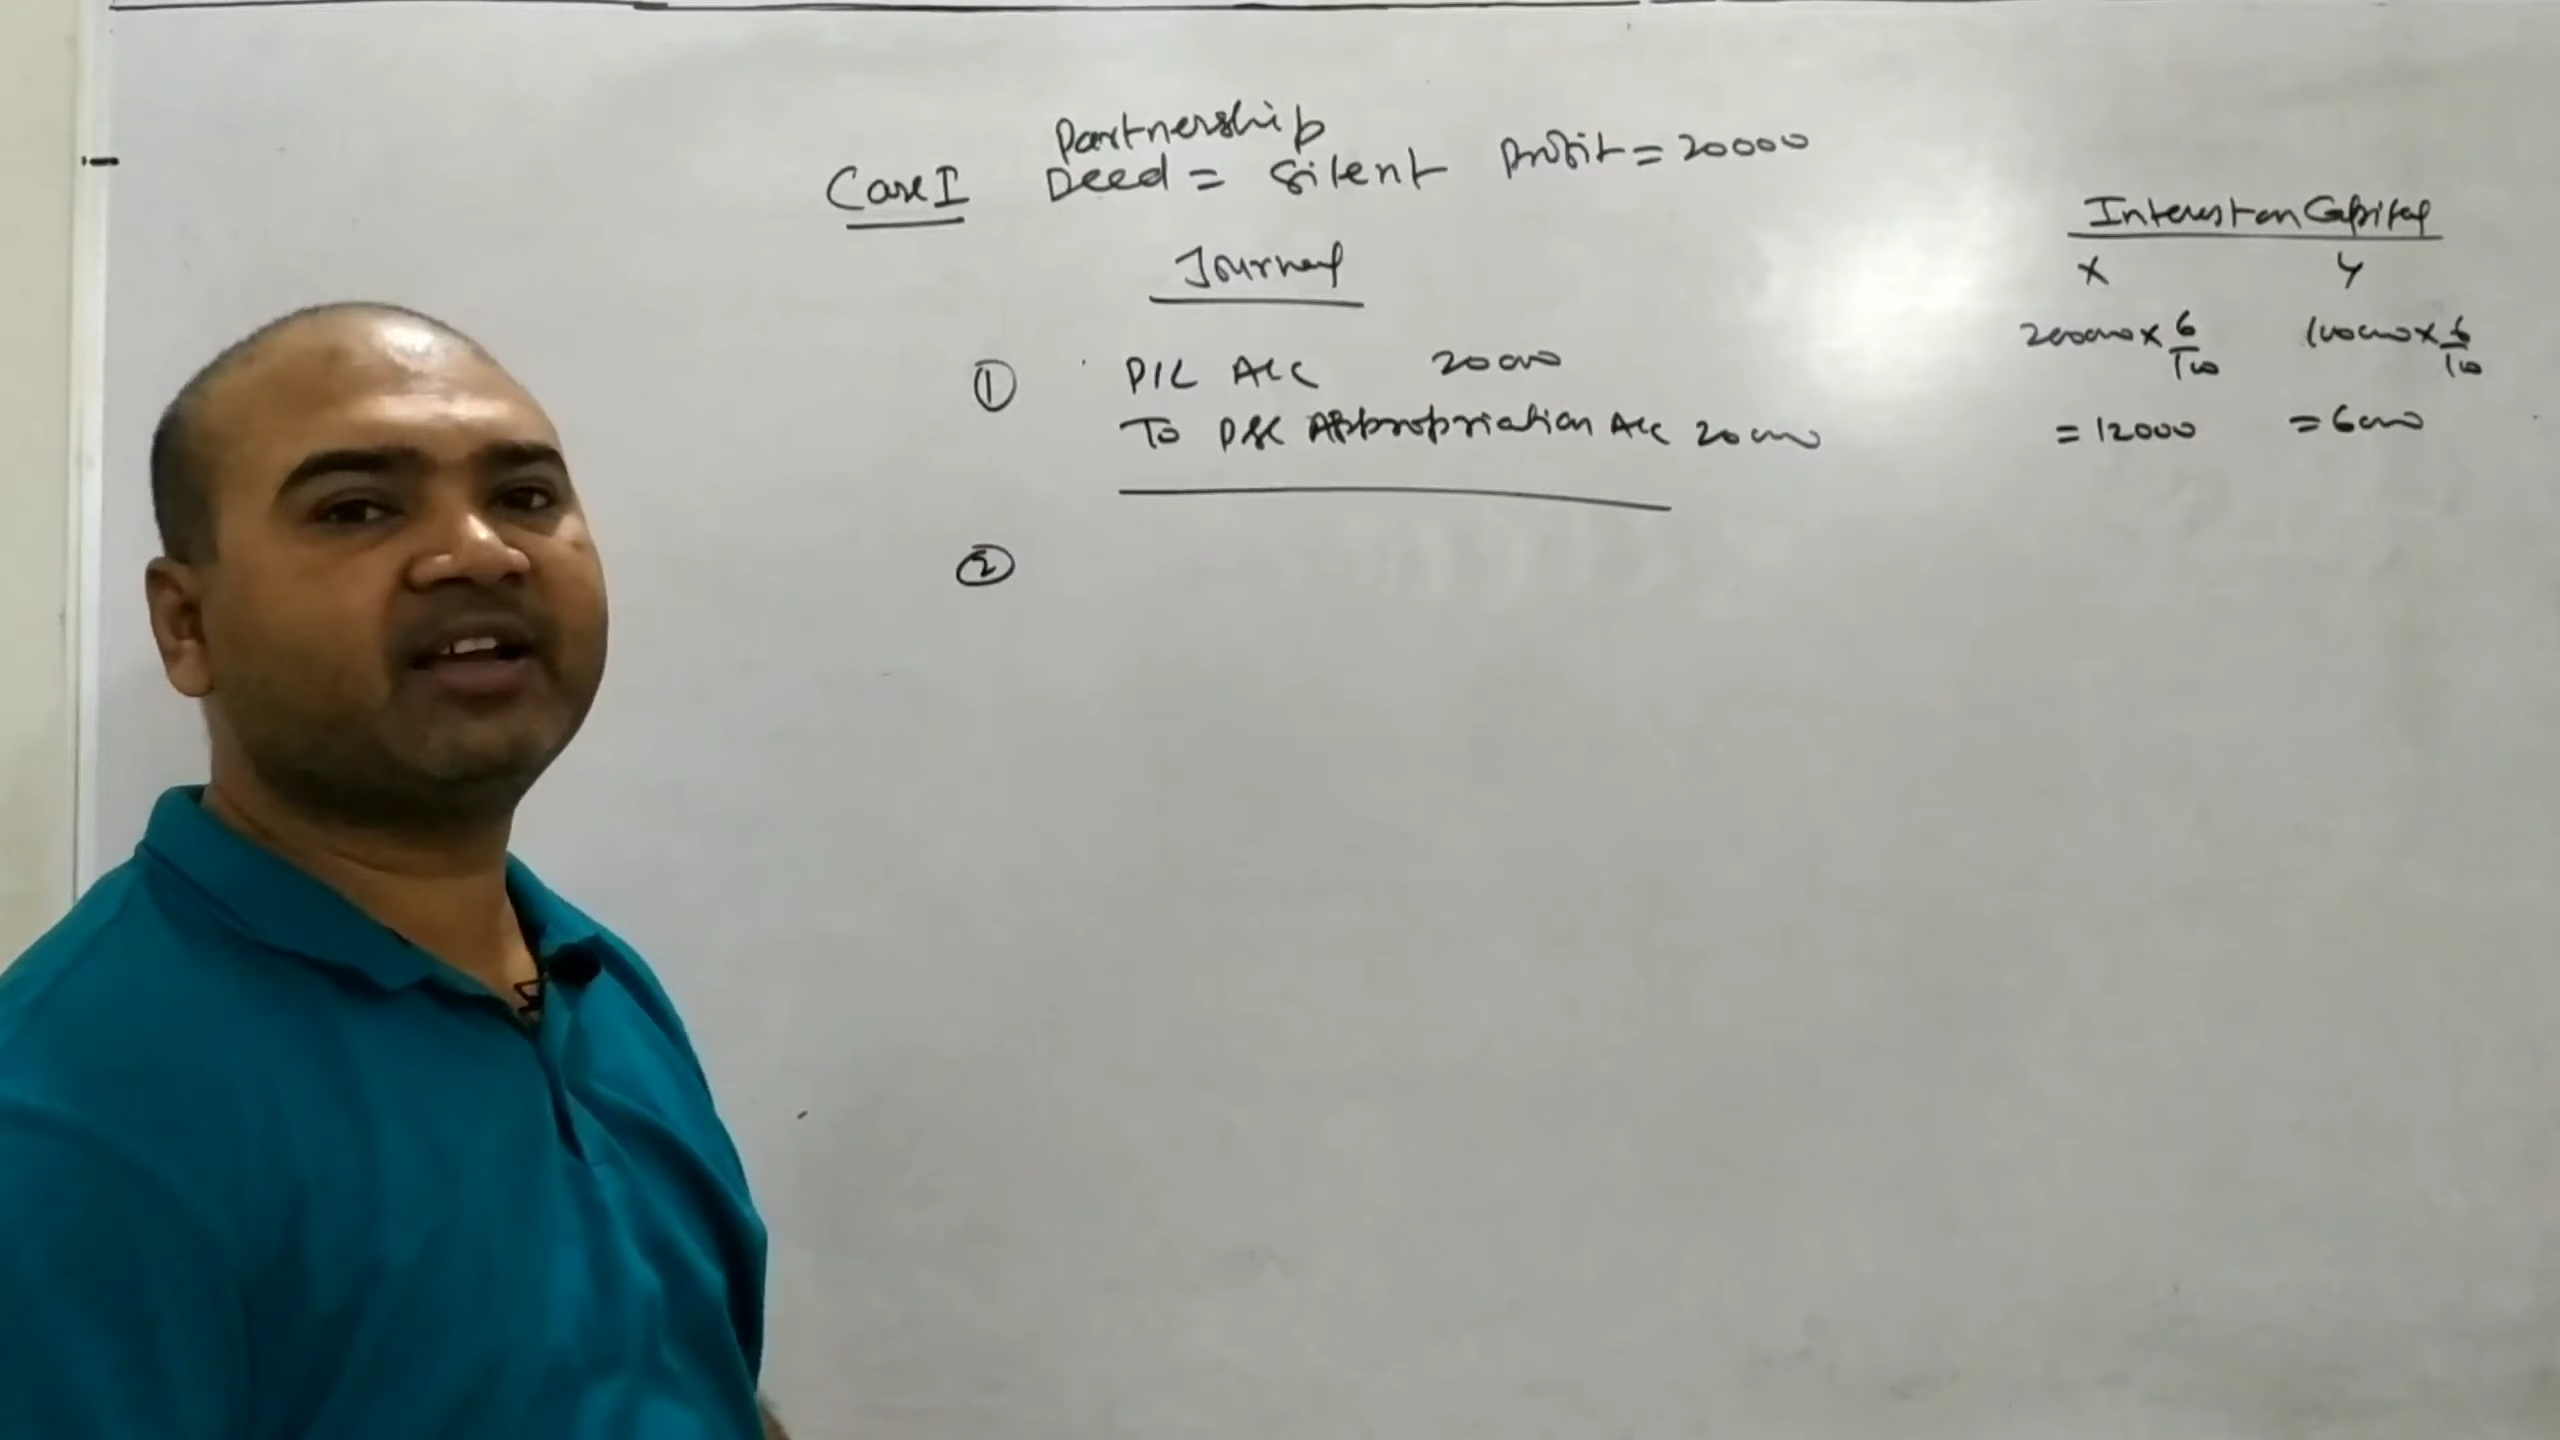 Partnership
Case I Deed = Silent Profit = 20000
Journal
① P/L A/c 20000
To P&L Appropriation A/c 20000
②
Interest on Capital
X Y
200000 × 6/100 100000 × 6/100
= 12000 = 6000